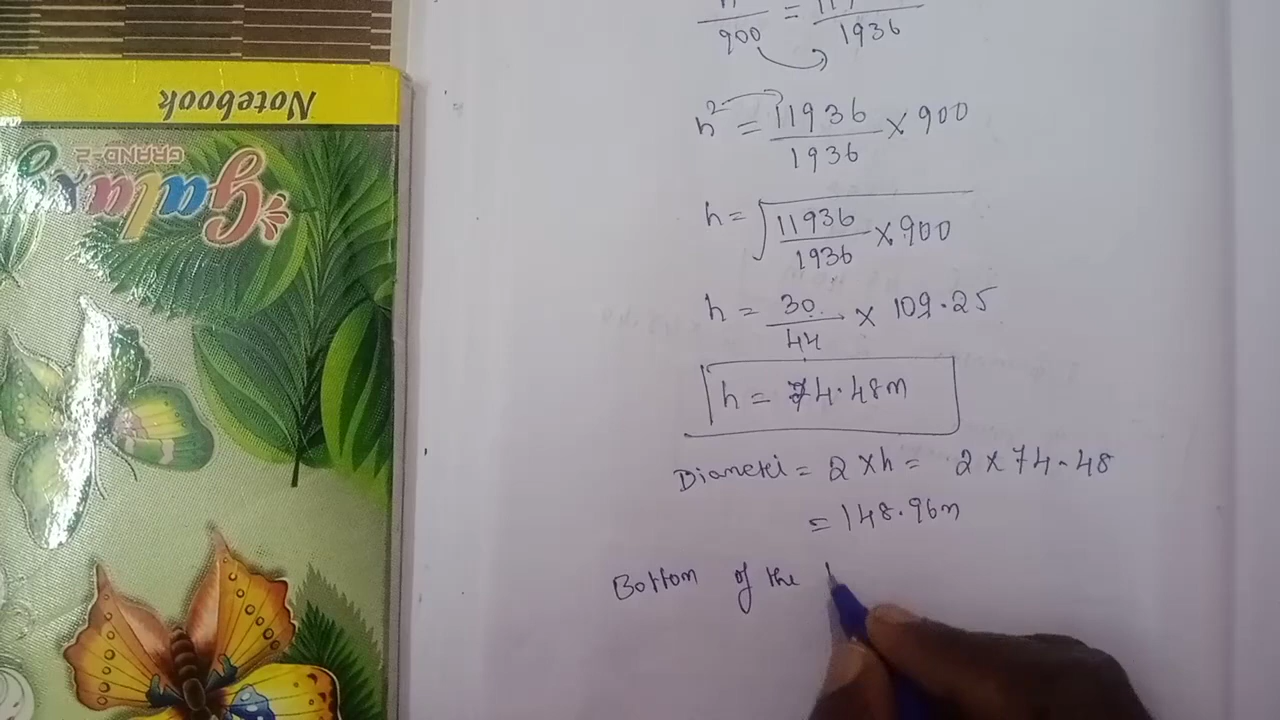 Notebook
galaxy
GRAND-2
900 = 1936
h² = 11936/1936 × 900
h = √11936/1936 × 900
h = 30/44 × 109.25
h = 74.48m
Diameter = 2 × h = 2 × 74.48
= 148.96m
Bottom of the